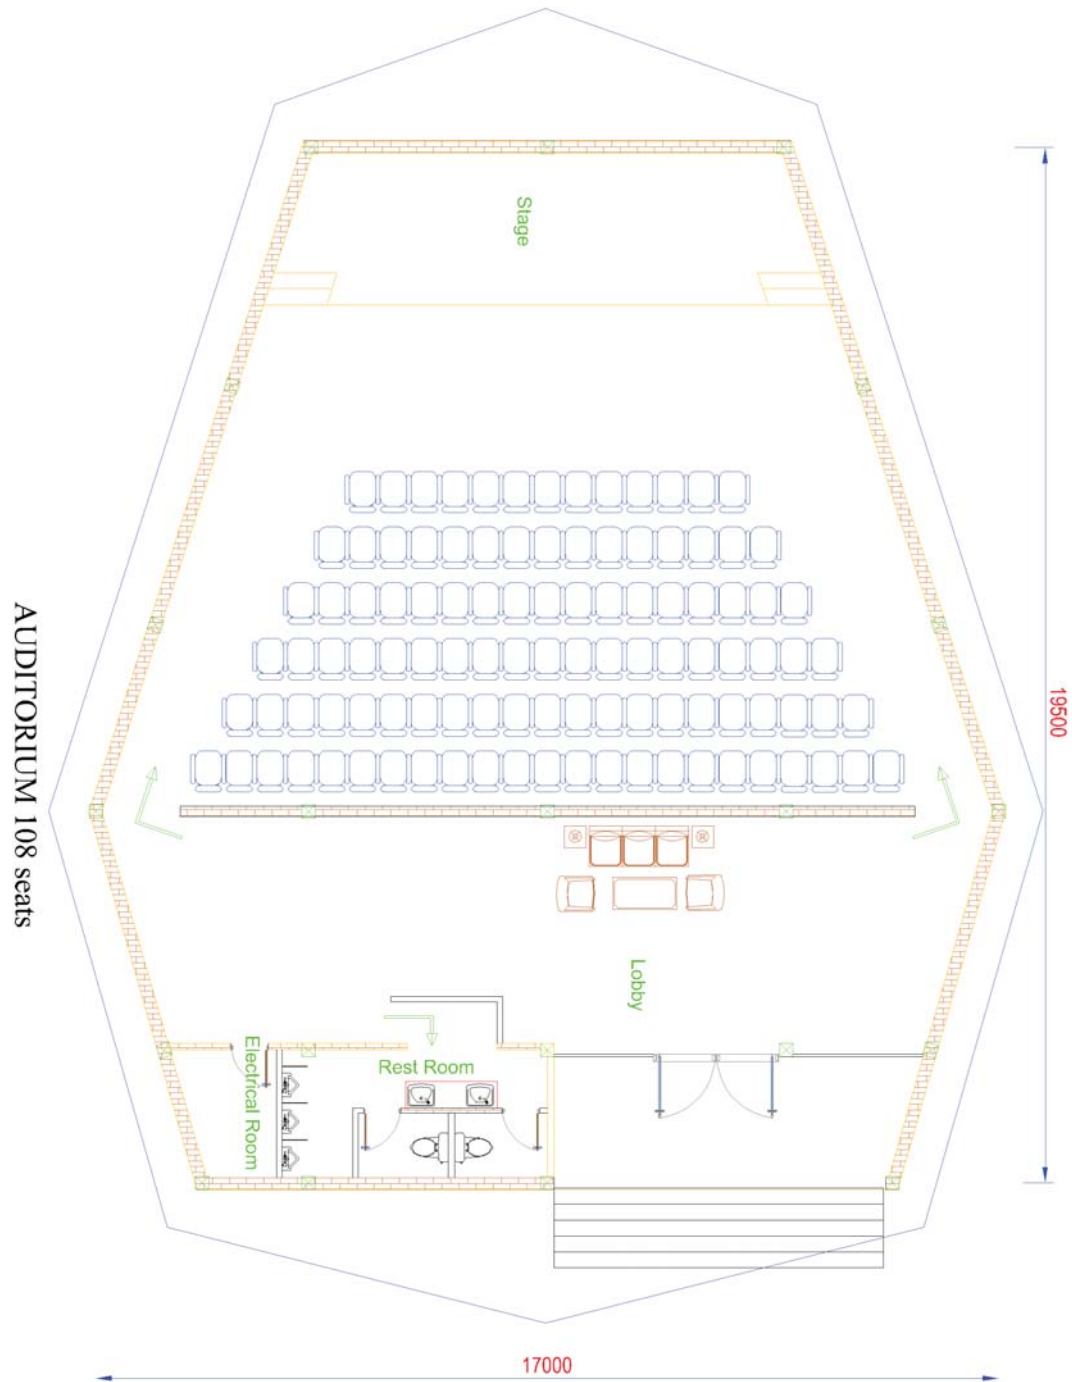 Stage
19500
AUDITORIUM 108 seats
Lobby
Electrical Room
Rest Room
17000